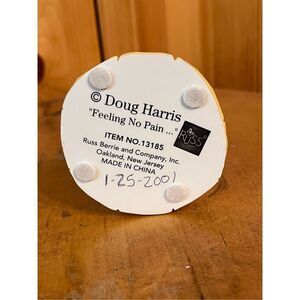 © Doug Harris
"Feeling No Pain ..."
RUSS
ITEM NO.13185
Russ Berrie and Company, Inc.
Oakland, New Jersey
MADE IN CHINA
1-25-2001